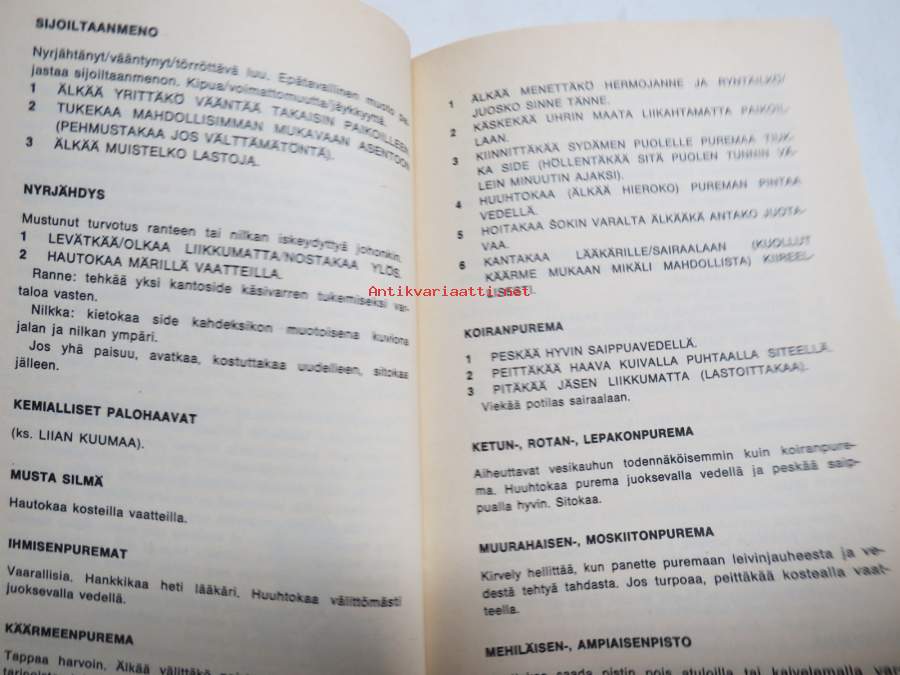 SIJOILTAANMENO
Nyrjähtänyt/vääntynyt/törröttävä luu. Epätavallinen muoto pal-
jastaa sijoiltaanmenon. Kipua/voimattomuutta/jäykkyyttä.
1 ÄLKÄÄ YRITTÄKÖ VÄÄNTÄÄ TAKAISIN PAIKOILLEEN
2 TUKEKAA MAHDOLLISIMMAN MUKAVAAN ASENTOON
(PEHMUSTAKAA JOS VÄLTTÄMÄTÖNTÄ).
3 ÄLKÄÄ MUISTELKO LASTOJA.
NYRJÄHDYS
Mustunut turvotus ranteen tai nilkan iskeydyttyä johonkin.
1 LEVÄTKÄÄ/OLKAA LIIKKUMATTA/NOSTAKAA YLÖS.
2 HAUTOKAA MÄRILLÄ VAATTEILLA.
Ranne: tehkää yksi kantoside käsivarren tukemiseksi var-
taloa vasten.
Nilkka: kietokaa side kahdeksikon muotoisena kuviona
jalan ja nilkan ympäri.
Jos yhä paisuu, avatkaa, kostuttakaa uudelleen, sitokaa
jälleen.
KEMIALLISET PALOHAAVAT
(ks. LIIAN KUUMAA).
MUSTA SILMÄ
Hautokaa kosteilla vaatteilla.
IHMISENPUREMAT
Vaarallisia. Hankkikaa heti lääkäri. Huuhtokaa välittömästi
juoksevalla vedellä.
KÄÄRMEENPUREMA
Tappaa harvoin. Älkää välittäkö
1 ÄLKÄÄ MENETTÄKÖ HERMOJANNE JA RYNTÄILKÖ/
JUOSKO SINNE TÄNNE.
2 KÄSKEKÄÄ UHRIN MAATA LIIKAHTAMATTA PAIKOIL-
LAAN.
3 KIINNITTÄKÄÄ SYDÄMEN PUOLELLE PUREMAA TIUK-
KA SIDE (HÖLLENTÄKÄÄ SITÄ PUOLEN TUNNIN VÄ-
LEIN MINUUTIN AJAKSI).
4 HUUHTOKAA (ÄLKÄÄ HIEROKO) PUREMAN PINTAA
VEDELLÄ.
5 HOITAKAA ŠOKIN VARALTA ÄLKÄÄKÄ ANTAKO JUOTA-
VAA.
6 KANTAKAA LÄÄKÄRILLE/SAIRAALAAN (KUOLLUT
KÄÄRME MUKAAN MIKÄLI MAHDOLLISTA) KIIREEL-
LISESTI.
Antikvariaatti.net
KOIRANPUREMA
1 PESKÄÄ HYVIN SAIPPUAVEDELLÄ.
2 PEITTÄKÄÄ HAAVA KUIVALLA PUHTAALLA SITEELLÄ.
3 PITÄKÄÄ JÄSEN LIIKKUMATTA (LASTOITTAKAA).
Viekää potilas sairaalaan.
KETUN-, ROTAN-, LEPAKONPUREMA
Aiheuttavat vesikauhun todennäköisemmin kuin koiranpure-
ma. Huuhtokaa purema juoksevalla vedellä ja peskää saip-
pualla hyvin. Sitokaa.
MUURAHAISEN-, MOSKIITONPUREMA
Kirvely hellittää, kun panette puremaan leivinjauheesta ja ve-
destä tehtyä tahdasta. Jos turpoaa, peittäkää kostealla vaat-
teella.
MEHILÄISEN-, AMPIAISENPISTO
saada pistin pois atuloilla tai kaivelemalla